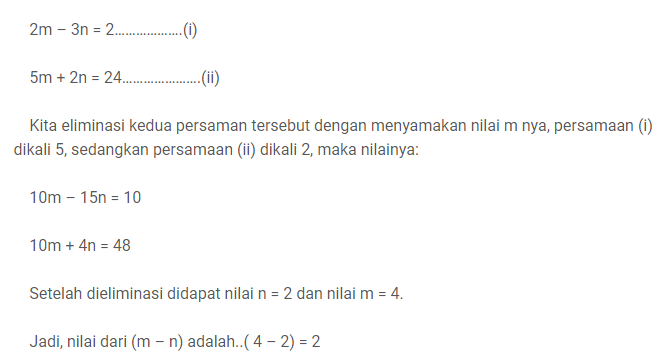 2m – 3n = 2……………….(i)
5m + 2n = 24………………….(ii)
Kita eliminasi kedua persaman tersebut dengan menyamakan nilai m nya, persamaan (i)
dikali 5, sedangkan persamaan (ii) dikali 2, maka nilainya:
10m – 15n = 10
10m + 4n = 48
Setelah dieliminasi didapat nilai n = 2 dan nilai m = 4.
Jadi, nilai dari (m – n) adalah..( 4 – 2) = 2